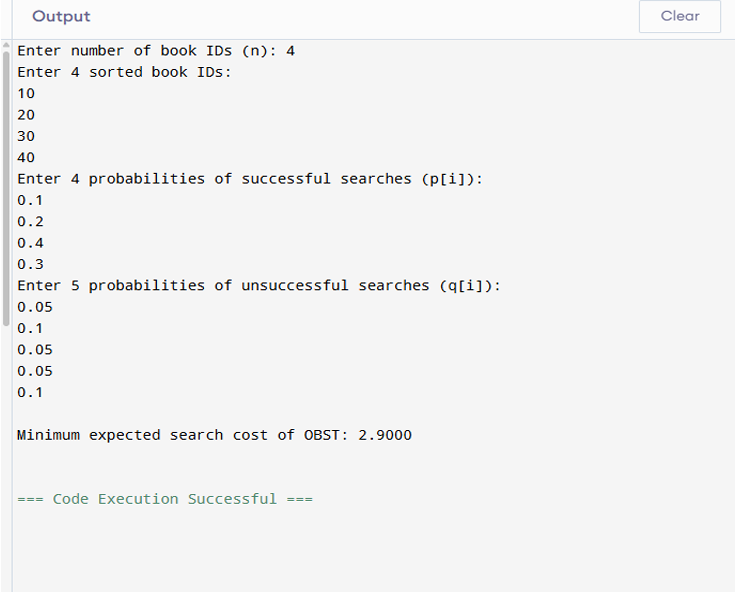 Output
Clear
Enter number of book IDs (n): 4
Enter 4 sorted book IDs:
10
20
30
40
Enter 4 probabilities of successful searches (p[i]):
0.1
0.2
0.4
0.3
Enter 5 probabilities of unsuccessful searches (q[i]):
0.05
0.1
0.05
0.05
0.1
Minimum expected search cost of OBST: 2.9000
=== Code Execution Successful ===